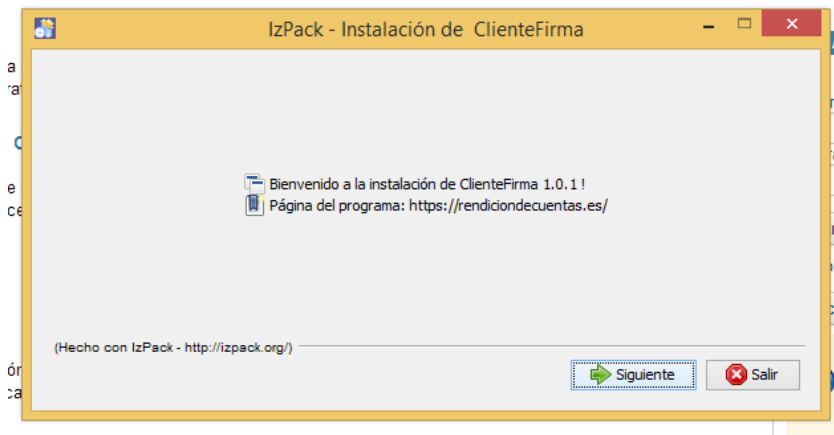 IzPack - Instalación de ClienteFirma
Bienvenido a la instalación de ClienteFirma 1.0.1 !
Página del programa: https://rendiciondecuentas.es/
(Hecho con IzPack - http://izpack.org/)
Siguiente
Salir